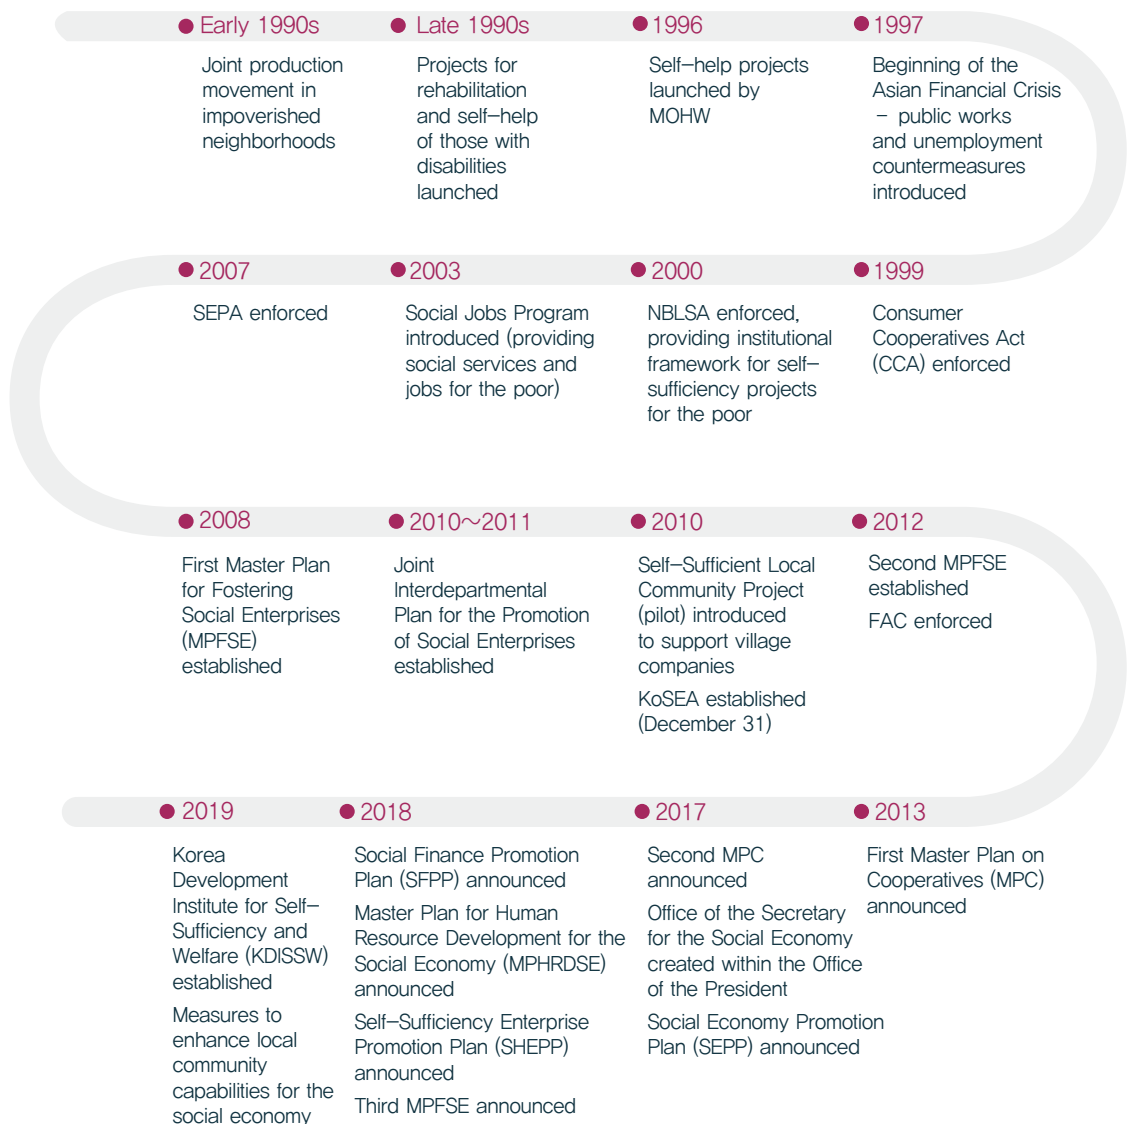 Early 1990s
Joint production
movement in
impoverished
neighborhoods
Late 1990s
Projects for
rehabilitation
and self-help
of those with
disabilities
launched
1996
Self-help projects
launched by
MOHW
1997
Beginning of the
Asian Financial Crisis
- public works
and unemployment
countermeasures
introduced
1999
Consumer
Cooperatives Act
(CCA) enforced
2000
NBLSA enforced,
providing institutional
framework for self-
sufficiency projects
for the poor
2003
Social Jobs Program
introduced (providing
social services and
jobs for the poor)
2007
SEPA enforced
2008
First Master Plan
for Fostering
Social Enterprises
(MPFSE)
established
2010~2011
Joint
Interdepartmental
Plan for the Promotion
of Social Enterprises
established
2010
Self-Sufficient Local
Community Project
(pilot) introduced
to support village
companies
KoSEA established
(December 31)
2012
Second MPFSE
established
FAC enforced
2013
First Master Plan on
Cooperatives (MPC)
announced
2017
Second MPC
announced
Office of the Secretary
for the Social Economy
created within the Office
of the President
Social Economy Promotion
Plan (SEPP) announced
2018
Social Finance Promotion
Plan (SFPP) announced
Master Plan for Human
Resource Development for the
Social Economy (MPHRDSE)
announced
Self-Sufficiency Enterprise
Promotion Plan (SHEPP)
announced
Third MPFSE announced
2019
Korea
Development
Institute for Self-
Sufficiency and
Welfare (KDISSW)
established
Measures to
enhance local
community
capabilities for the
social economy